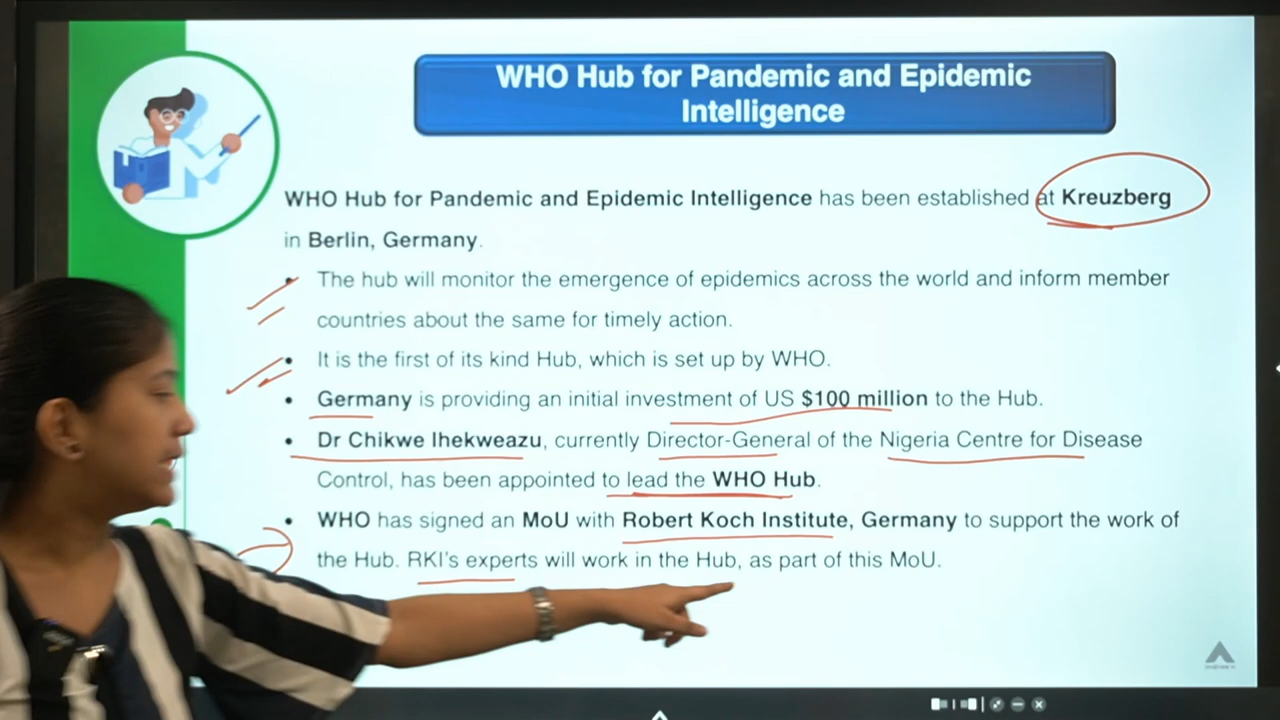 WHO Hub for Pandemic and Epidemic
Intelligence
WHO Hub for Pandemic and Epidemic Intelligence has been established at Kreuzberg
in Berlin, Germany.
• The hub will monitor the emergence of epidemics across the world and inform member
countries about the same for timely action.
• It is the first of its kind Hub, which is set up by WHO.
• Germany is providing an initial investment of US $100 million to the Hub.
• Dr Chikwe Ihekweazu, currently Director-General of the Nigeria Centre for Disease
Control, has been appointed to lead the WHO Hub.
• WHO has signed an MoU with Robert Koch Institute, Germany to support the work of
the Hub. RKI's experts will work in the Hub, as part of this MoU.